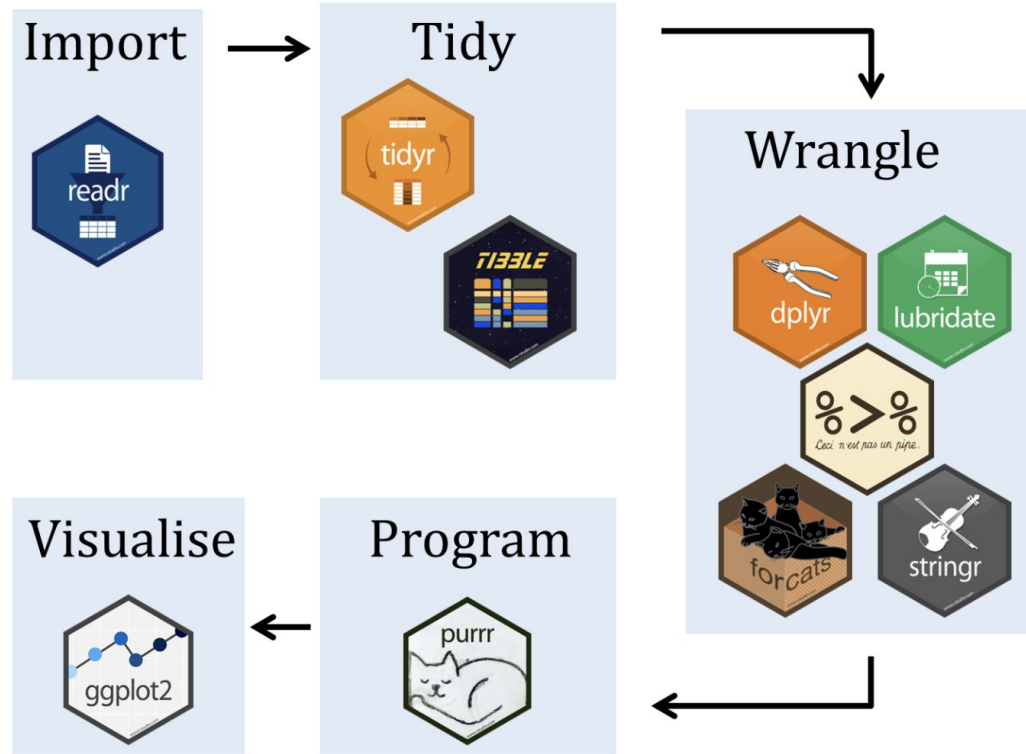 Import
Tidy
readr
tidyr
TIBBLE
Wrangle
dplyr
lubridate
%>%
Ceci n'est pas un pipe.
forcats
stringr
Visualise
Program
ggplot2
purrr